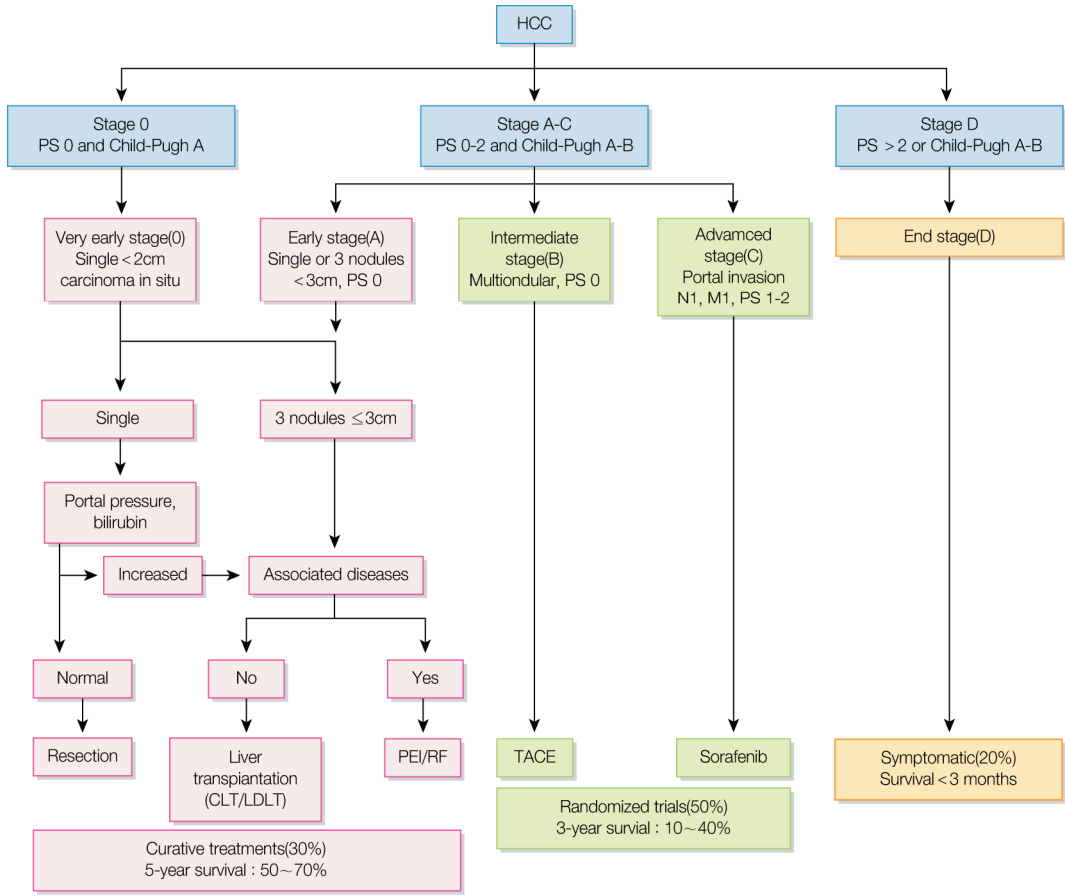 HCC
Stage 0
PS 0 and Child-Pugh A
Stage A-C
PS 0-2 and Child-Pugh A-B
Stage D
PS >2 or Child-Pugh A-B
Very early stage(0)
Single<2cm
carcinoma in situ
Early stage(A)
Single or 3 nodules
<3cm, PS 0
Intermediate
stage(B)
Multiondular, PS 0
Advamced
stage(C)
Portal invasion
N1, M1, PS 1-2
End stage(D)
Single
3 nodules ≤3cm
Portal pressure,
bilirubin
Increased
Associated diseases
Normal
No
Yes
Resection
Liver
transpiantation
(CLT/LDLT)
PEI/RF
TACE
Sorafenib
Symptomatic(20%)
Survival<3 months
Randomized trials(50%)
3-year survial : 10~40%
Curative treatments(30%)
5-year survival : 50~70%